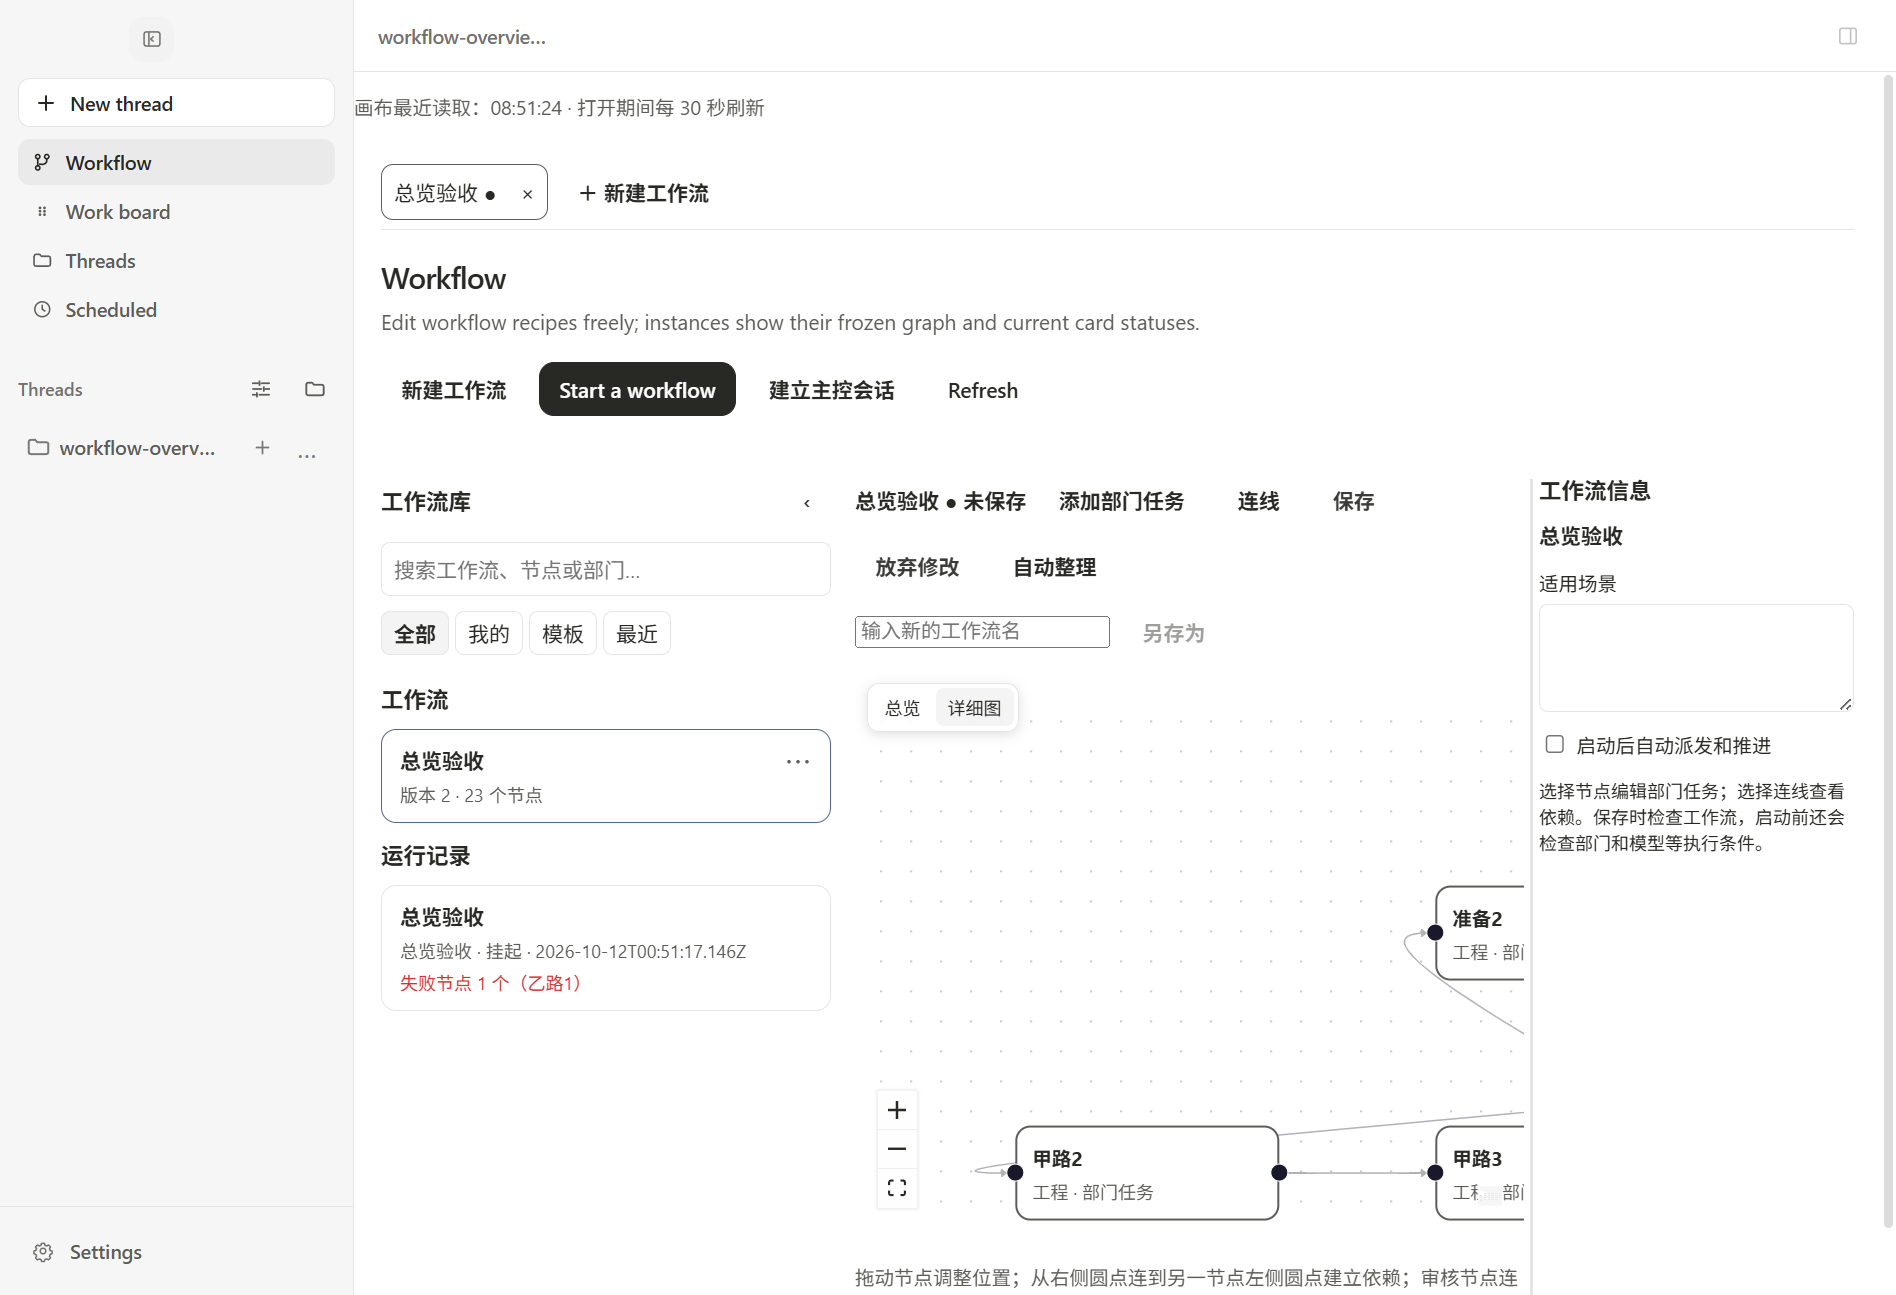 workflow-overvie...
New thread
Workflow
Work board
Threads
Scheduled
Threads
workflow-overv...
Settings
画布最近读取：08:51:24 · 打开期间每 30 秒刷新
总览验收 ● ×
+ 新建工作流
Workflow
Edit workflow recipes freely; instances show their frozen graph and current card statuses.
新建工作流
Start a workflow
建立主控会话
Refresh
工作流库
搜索工作流、节点或部门...
全部
我的
模板
最近
工作流
总览验收
版本 2 · 23 个节点
运行记录
总览验收
总览验收 · 挂起 · 2026-10-12T00:51:17.146Z
失败节点 1 个（乙路1）
总览验收 ● 未保存
添加部门任务
连线
保存
放弃修改
自动整理
输入新的工作流名
另存为
总览
详细图
准备2
工程 · 部
甲路2
工程 · 部门任务
甲路3
工 部
拖动节点调整位置；从右侧圆点连到另一节点左侧圆点建立依赖；审核节点连
工作流信息
总览验收
适用场景
启动后自动派发和推进
选择节点编辑部门任务；选择连线查看
依赖。保存时检查工作流，启动前还会
检查部门和模型等执行条件。